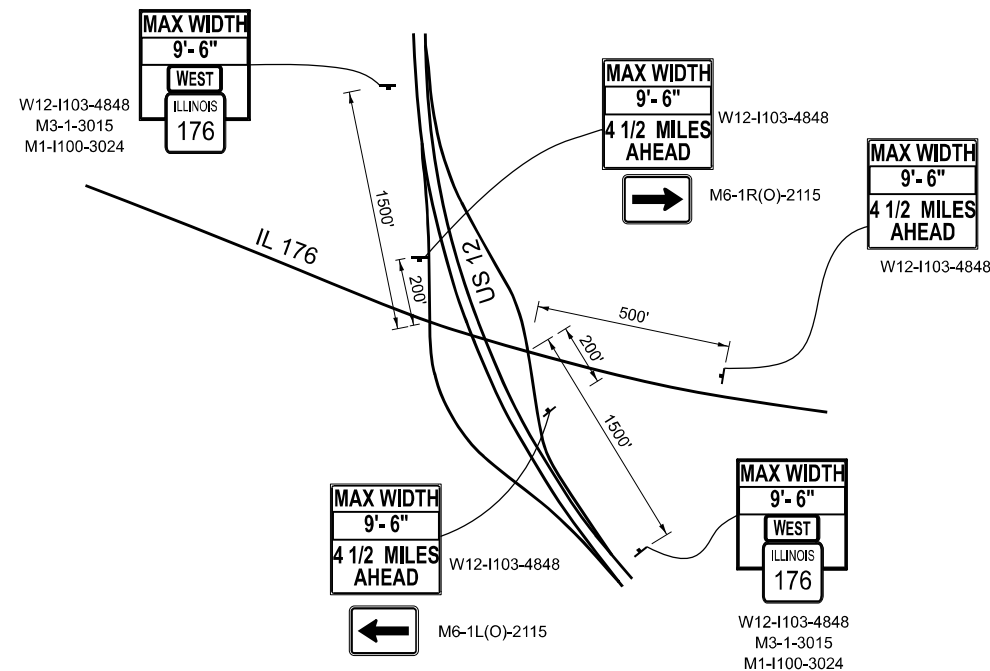 MAX WIDTH
9'- 6"
WEST
ILLINOIS
176
W12-I103-4848
M3-1-3015
M1-I100-3024
MAX WIDTH
9'- 6"
4 1/2 MILES
AHEAD
W12-I103-4848
M6-1R(O)-2115
MAX WIDTH
9'- 6"
4 1/2 MILES
AHEAD
W12-I103-4848
IL 176
US 12
1500'
200'
500'
200'
1500'
MAX WIDTH
9'- 6"
4 1/2 MILES
AHEAD
W12-I103-4848
M6-1L(O)-2115
MAX WIDTH
9'- 6"
WEST
ILLINOIS
176
W12-I103-4848
M3-1-3015
M1-I100-3024